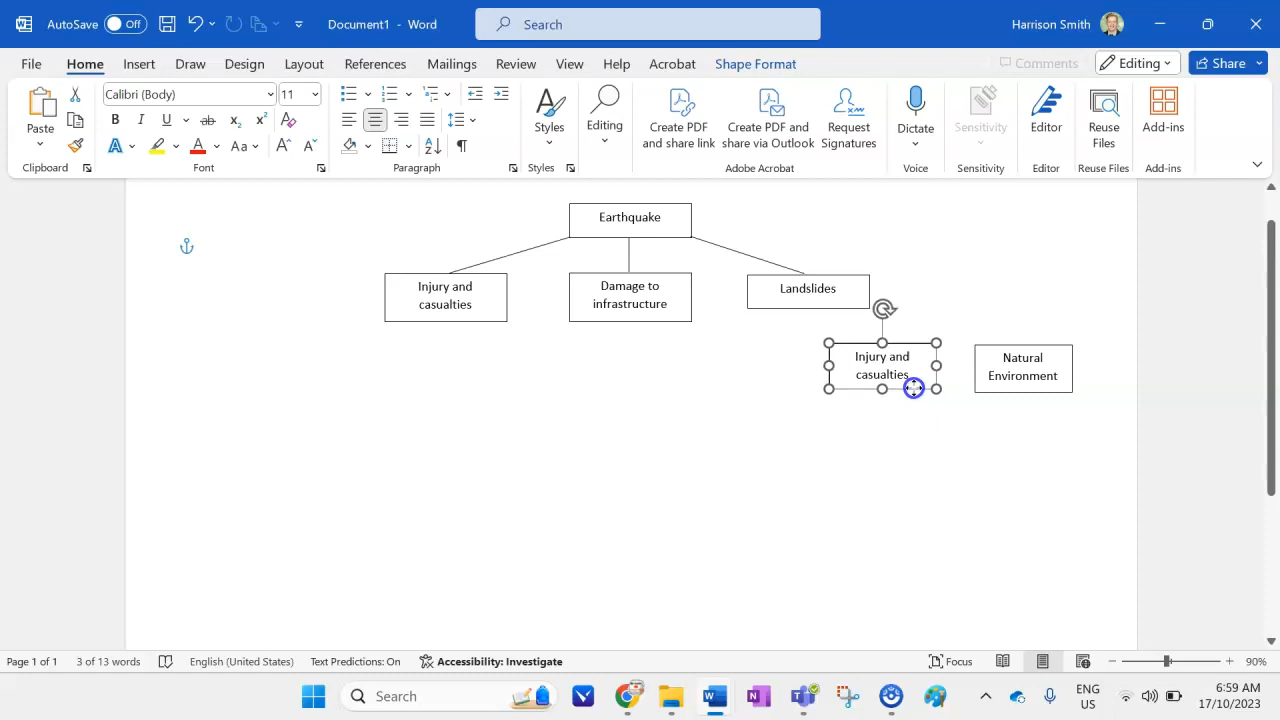 AutoSave Off Document1 - Word Search Harrison Smith
File Home Insert Draw Design Layout References Mailings Review View Help Acrobat Shape Format Comments Editing Share
Calibri (Body) 11
Paste
B I U ab x₂ x² A
A A Aa A A
A Z
Styles
Editing
Create PDF
and share link
Create PDF and
share via Outlook
Request
Signatures
Dictate
Sensitivity
Editor
Reuse
Files
Add-ins
Clipboard Font Paragraph Styles Adobe Acrobat Voice Sensitivity Editor Reuse Files Add-ins
Earthquake
Injury and
casualties
Damage to
infrastructure
Landslides
Injury and
casualties
Natural
Environment
Page 1 of 1 3 of 13 words English (United States) Text Predictions: On Accessibility: Investigate Focus 90%
Search
ENG
US
6:59 AM
17/10/2023